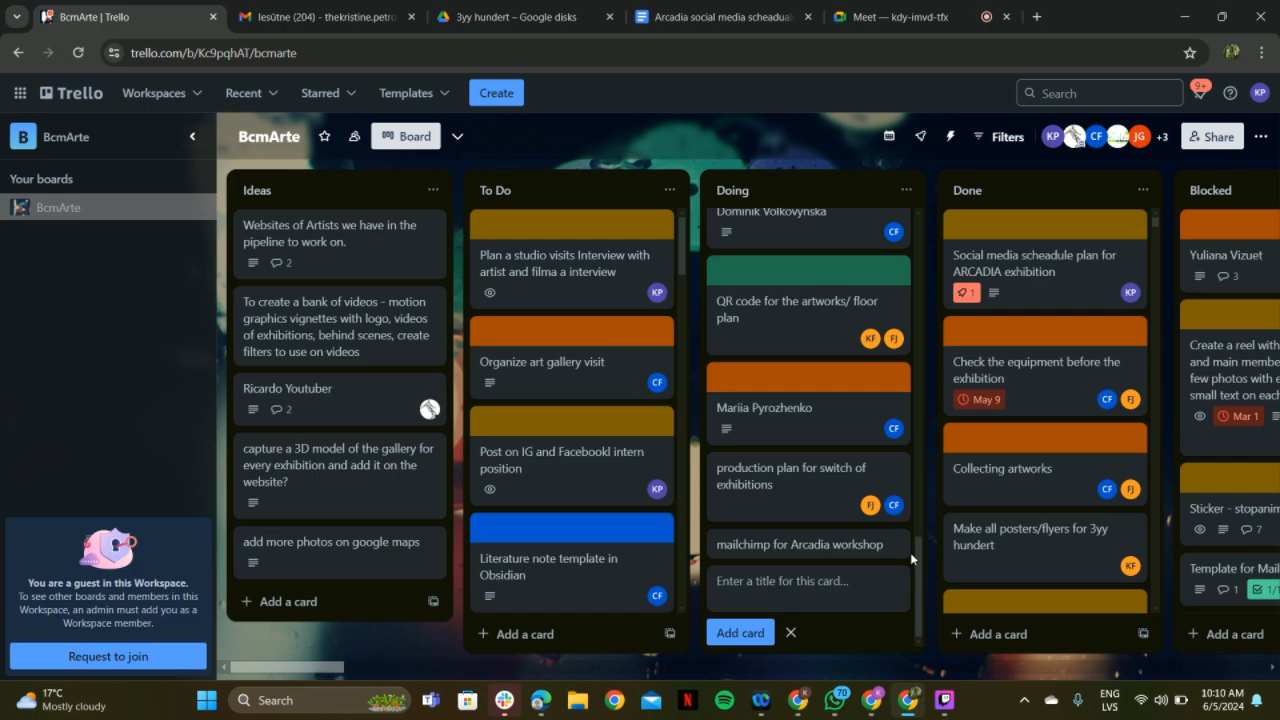 BcmArte | Trello
Iesūtne (204) - thekristine.petro
3yy hundert – Google disks
Arcadia social media scheadual
Meet — kdy-imvd-tfx
trello.com/b/Kc9pqhAT/bcmarte
Trello
Workspaces
Recent
Starred
Templates
Create
Search
9+
KP
B
BcmArte
BcmArte
Board
Filters
KP
CF
JG
+3
Share
Your boards
BcmArte
You are a guest in this Workspace.
To see other boards and members in this
Workspace, an admin must add you as a
Workspace member.
Request to join
Ideas
Websites of Artists we have in the
pipeline to work on.
2
To create a bank of videos - motion
graphics vignettes with logo, videos
of exhibitions, behind scenes, create
filters to use on videos
Ricardo Youtuber
2
capture a 3D model of the gallery for
every exhibition and add it on the
website?
add more photos on google maps
Add a card
To Do
Plan a studio visits Interview with
artist and filma a interview
KP
Organize art gallery visit
CF
Post on IG and Facebookl intern
position
KP
Literature note template in
Obsidian
CF
Add a card
Doing
Dominik Volkovynska
CF
QR code for the artworks/ floor
plan
KF
FJ
Mariia Pyrozhenko
CF
production plan for switch of
exhibitions
FJ
CF
mailchimp for Arcadia workshop
Enter a title for this card...
Add card
Done
Social media scheadule plan for
ARCADIA exhibition
1
KP
Check the equipment before the
exhibition
May 9
CF
FJ
Collecting artworks
CF
FJ
Make all posters/flyers for 3yy
hundert
KF
Add a card
Blocked
Yuliana Vizuet
3
Create a reel with
and main membe
few photos with e
small text on each
Mar 1
Sticker - stopanim
7
Template for Mail
1
1/1
Add a card
17°C
Mostly cloudy
Search
70
ENG
LVS
10:10 AM
6/5/2024